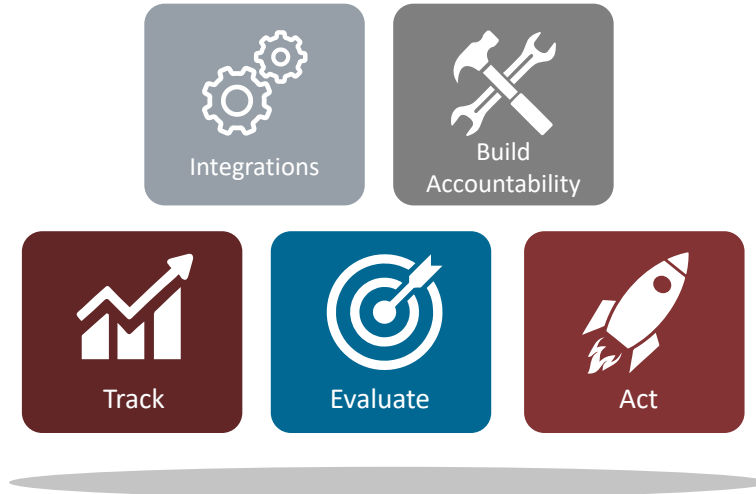 Integrations
Build
Accountability
Track
Evaluate
Act